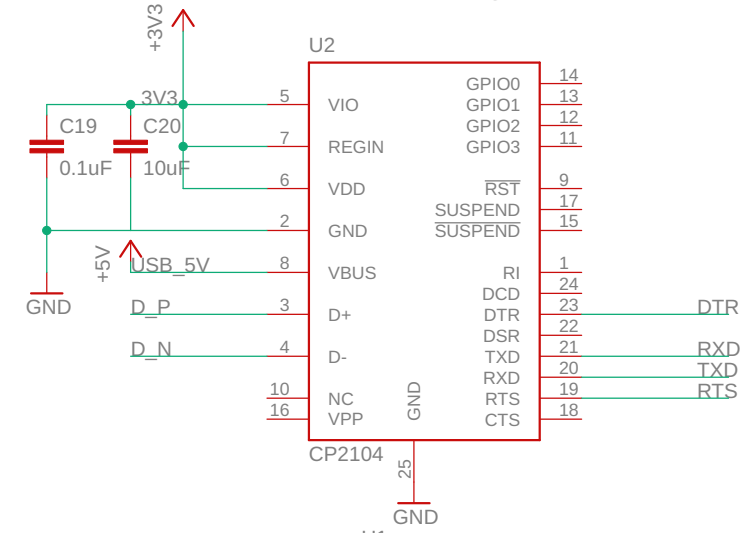 +3V3
U2
3V3
C19
0.1uF
C20
10uF
GND
+5V
USB_5V
D_P
D_N
5 VIO
7 REGIN
6 VDD
2 GND
8 VBUS
3 D+
4 D-
10 NC
16 VPP
GPIO0 14
GPIO1 13
GPIO2 12
GPIO3 11
RST 9
SUSPEND 17
SUSPEND 15
RI 1
DCD 24
DTR 23 DTR
DSR 22
TXD 21 RXD
RXD 20 TXD
RTS 19 RTS
CTS 18
GND
25
CP2104
GND